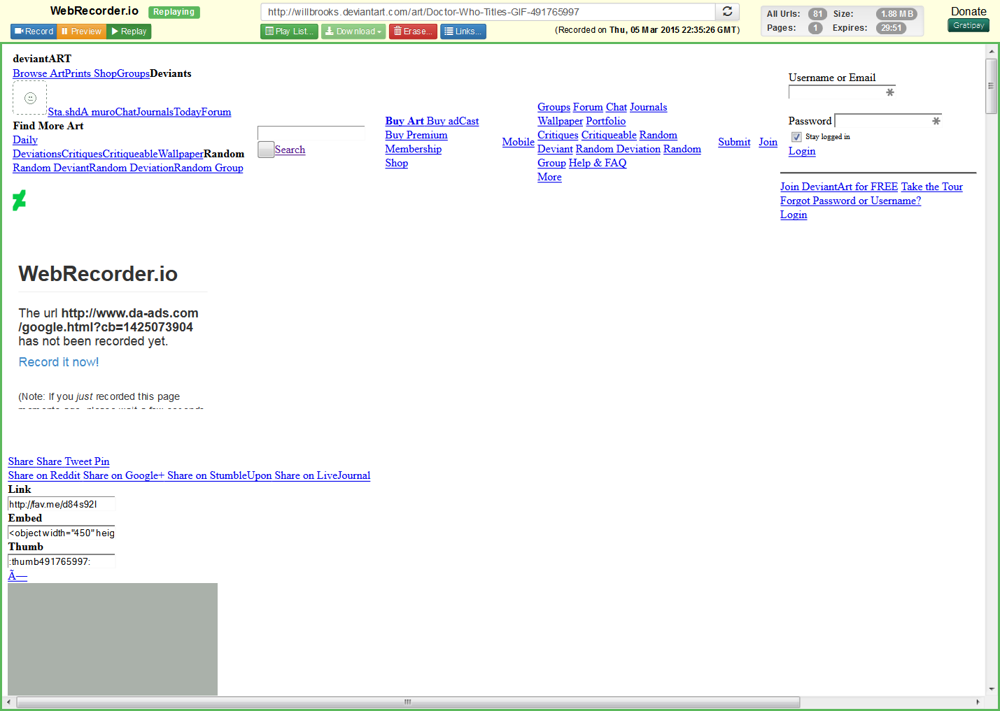 WebRecorder.io Replaying
http://willbrooks.deviantart.com/art/Doctor-Who-Titles-GIF-491765997
All Urls: 81 Size: 1.88 MB
Pages: 1 Expires: 29:51
Donate
Gratipay
Record Preview Replay
Play List... Download Erase... Links...
(Recorded on Thu, 05 Mar 2015 22:35:26 GMT)
deviantART
Browse ArtPrints ShopGroupsDeviants
Sta.shdA muroChatJournalsTodayForum
Find More Art
Daily
DeviationsCritiquesCritiqueableWallpaperRandom
Random DeviantRandom DeviationRandom Group
Search
Buy Art Buy adCast
Buy Premium
Membership
Shop
Mobile
Groups Forum Chat Journals
Wallpaper Portfolio
Critiques Critiqueable Random
Deviant Random Deviation Random
Group Help & FAQ
More
Submit Join
Username or Email
Password
Stay logged in
Login
Join DeviantArt for FREE Take the Tour
Forgot Password or Username?
Login
WebRecorder.io
The url http://www.da-ads.com
/google.html?cb=1425073904
has not been recorded yet.
Record it now!
(Note: If you just recorded this page
moments ago, please wait a few seconds
Share Share Tweet Pin
Share on Reddit Share on Google+ Share on StumbleUpon Share on LiveJournal
Link
http://fav.me/d84s92l
Embed
<object width="450" heig
Thumb
:thumb491765997:
Ã—